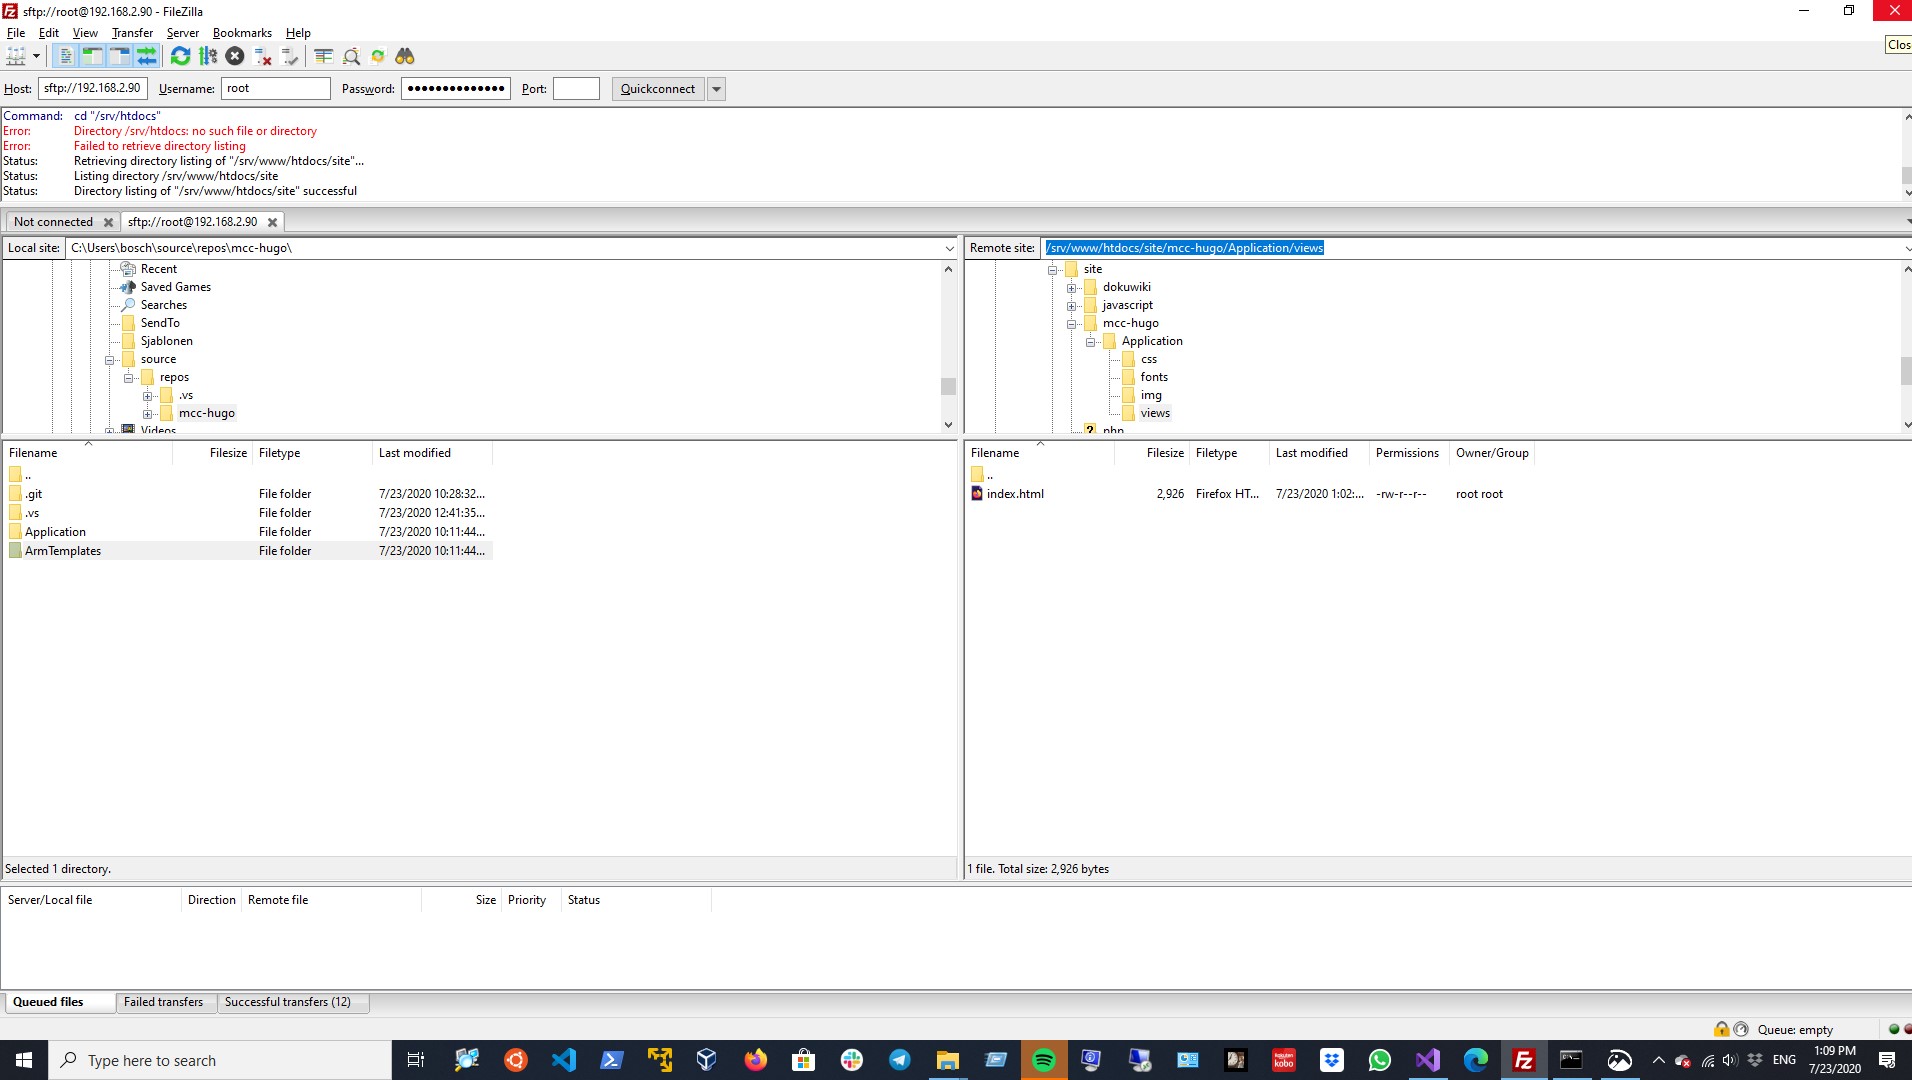 sftp://root@192.168.2.90 - FileZilla
File Edit View Transfer Server Bookmarks Help
Clos
Host: sftp://192.168.2.90 Username: root Password: ●●●●●●●●●●●●●● Port: Quickconnect
Command: cd "/srv/htdocs"
Error: Directory /srv/htdocs: no such file or directory
Error: Failed to retrieve directory listing
Status: Retrieving directory listing of "/srv/www/htdocs/site"...
Status: Listing directory /srv/www/htdocs/site
Status: Directory listing of "/srv/www/htdocs/site" successful
Not connected sftp://root@192.168.2.90
Local site: C:\Users\bosch\source\repos\mcc-hugo\
Recent
Saved Games
Searches
SendTo
Sjablonen
source
repos
.vs
mcc-hugo
Videos
Filename Filesize Filetype Last modified
..
.git File folder 7/23/2020 10:28:32...
.vs File folder 7/23/2020 12:41:35...
Application File folder 7/23/2020 10:11:44...
ArmTemplates File folder 7/23/2020 10:11:44...
Selected 1 directory.
Remote site: /srv/www/htdocs/site/mcc-hugo/Application/views
site
dokuwiki
javascript
mcc-hugo
Application
css
fonts
img
views
php
Filename Filesize Filetype Last modified Permissions Owner/Group
..
index.html 2,926 Firefox HT... 7/23/2020 1:02:... -rw-r--r-- root root
1 file. Total size: 2,926 bytes
Server/Local file Direction Remote file Size Priority Status
Queued files Failed transfers Successful transfers (12)
Queue: empty
Type here to search
Rakuten kobo
ENG
1:09 PM
7/23/2020